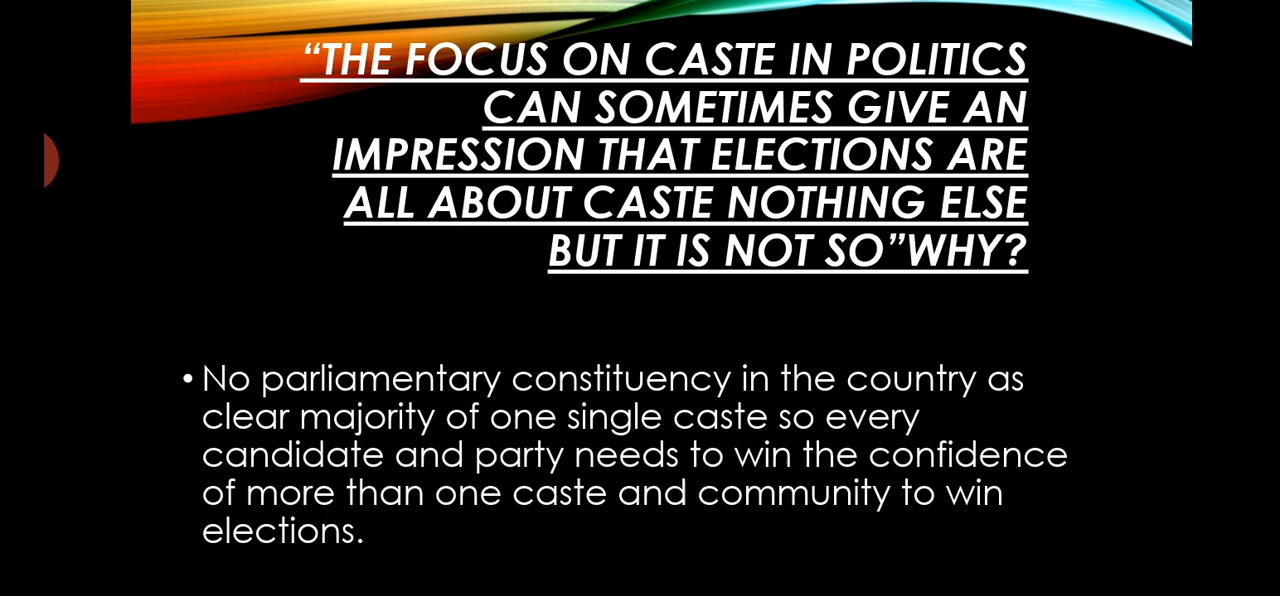 “THE FOCUS ON CASTE IN POLITICS
CAN SOMETIMES GIVE AN
IMPRESSION THAT ELECTIONS ARE
ALL ABOUT CASTE NOTHING ELSE
BUT IT IS NOT SO”WHY?
• No parliamentary constituency in the country as
clear majority of one single caste so every
candidate and party needs to win the confidence
of more than one caste and community to win
elections.